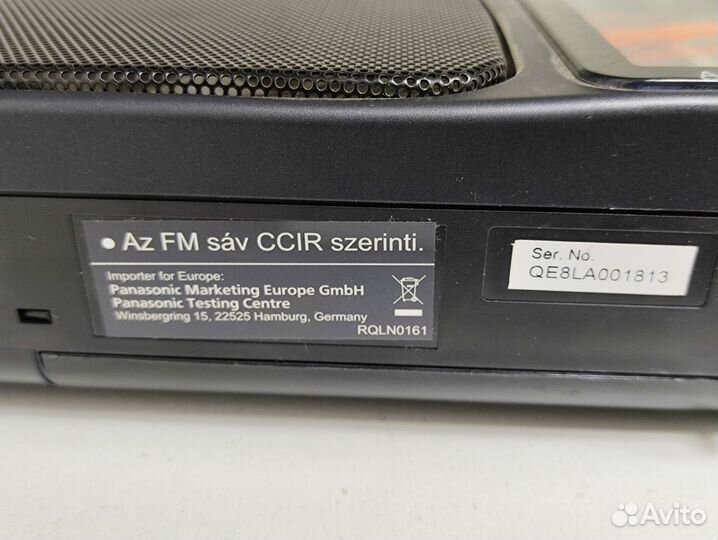 ● Az FM sáv CCIR szerinti.
Importer for Europe:
Panasonic Marketing Europe GmbH
Panasonic Testing Centre
Winsbergring 15, 22525 Hamburg, Germany
RQLN0161
Ser. No.
QE8LA001813
Avito